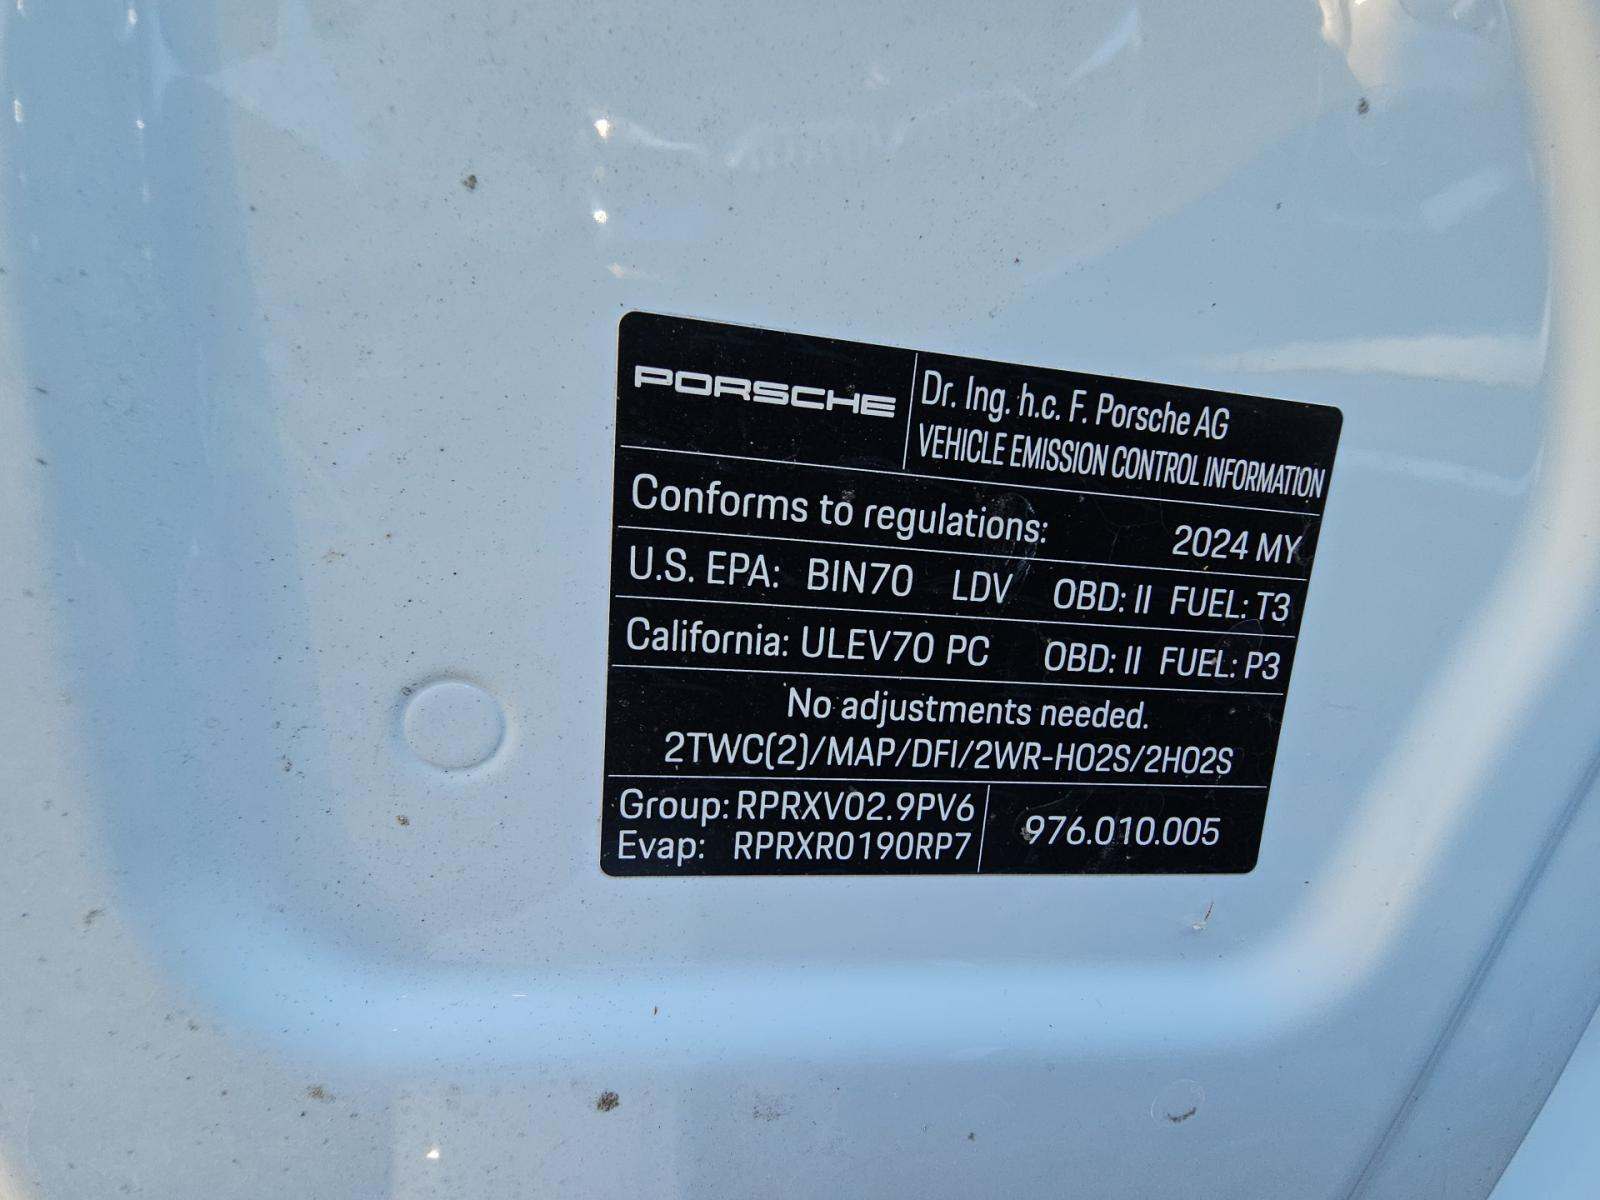 PORSCHE
Dr. Ing. h.c. F. Porsche AG
VEHICLE EMISSION CONTROL INFORMATION
Conforms to regulations: 2024 MY
U.S. EPA: BIN70 LDV OBD: II FUEL: T3
California: ULEV70 PC OBD: II FUEL: P3
No adjustments needed.
2TWC(2)/MAP/DFI/2WR-HO2S/2HO2S
Group: RPRXV02.9PV6
Evap: RPRXR0190RP7
976.010.005